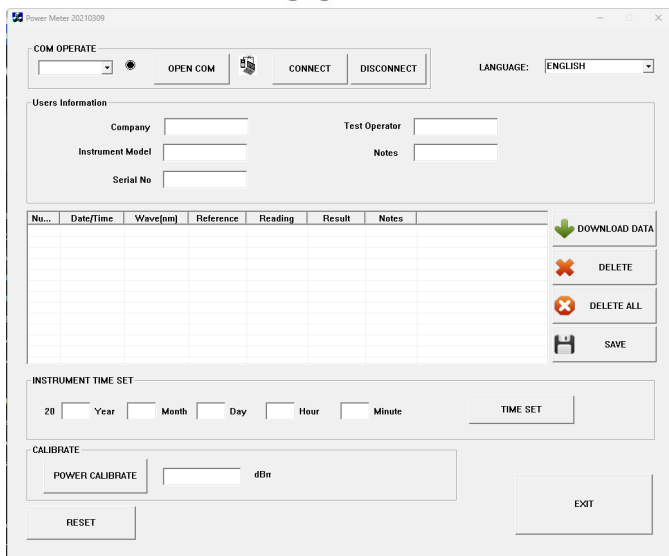 Power Meter 20210309
COM OPERATE
OPEN COM
CONNECT
DISCONNECT
LANGUAGE:
ENGLISH
Users Information
Company
Test Operator
Instrument Model
Notes
Serial No
Nu... Date/Time Wave(nm) Reference Reading Result Notes
DOWNLOAD DATA
DELETE
DELETE ALL
SAVE
INSTRUMENT TIME SET
20 Year Month Day Hour Minute
TIME SET
CALIBRATE
POWER CALIBRATE
dBm
RESET
EXIT